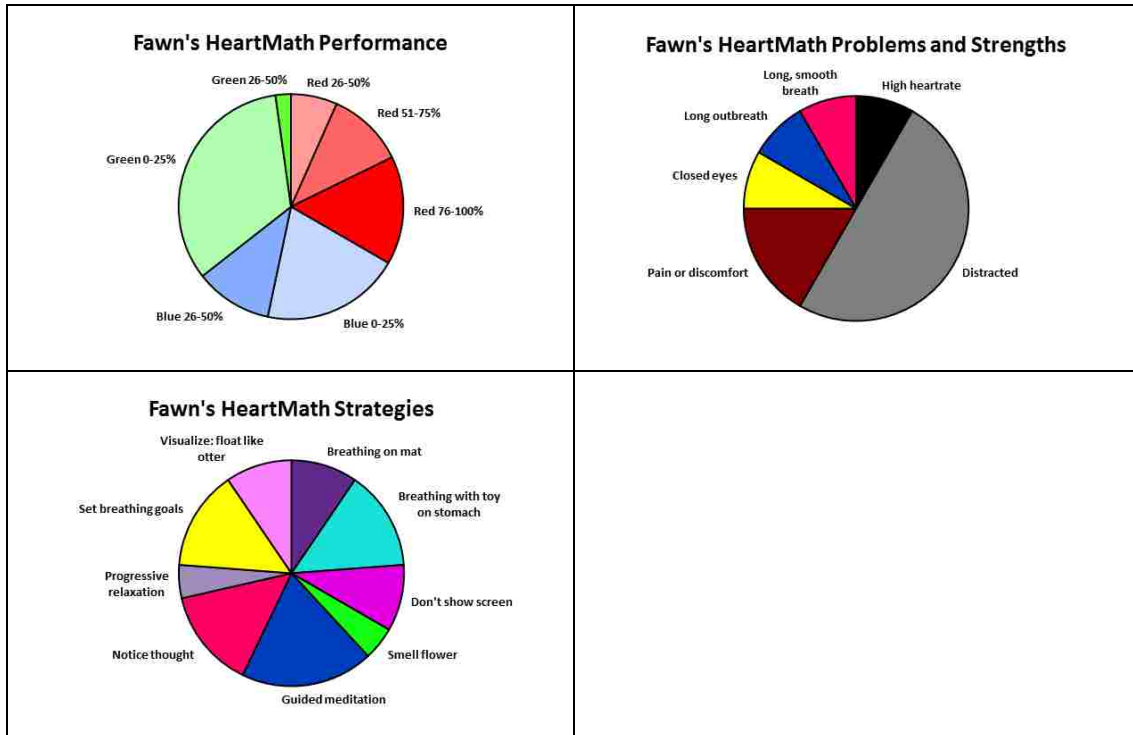 Fawn's HeartMath Performance
Green 26-50%
Red 26-50%
Red 51-75%
Green 0-25%
Red 76-100%
Blue 26-50%
Blue 0-25%
Fawn's HeartMath Problems and Strengths
Long, smooth
breath
High heartrate
Long outbreath
Closed eyes
Pain or discomfort
Distracted
Fawn's HeartMath Strategies
Visualize: float like
otter
Breathing on mat
Set breathing goals
Breathing with toy
on stomach
Progressive
relaxation
Don't show screen
Notice thought
Smell flower
Guided meditation